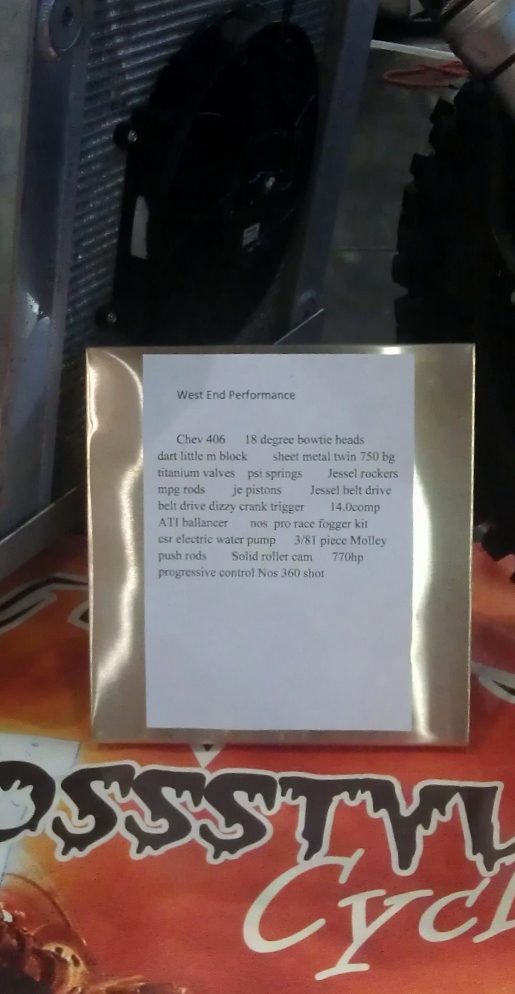 West End Performance
Chev 406 18 degree bowtie heads
dart little m block sheet metal twin 750 bg
titanium valves psi springs Jessel rockers
mpg rods je pistons Jessel belt drive
belt drive dizzy crank trigger 14.0comp
ATI ballancer nos pro race fogger kit
csr electric water pump 3/81 piece Molley
push rods Solid roller cam 770hp
progressive control Nos 360 shot